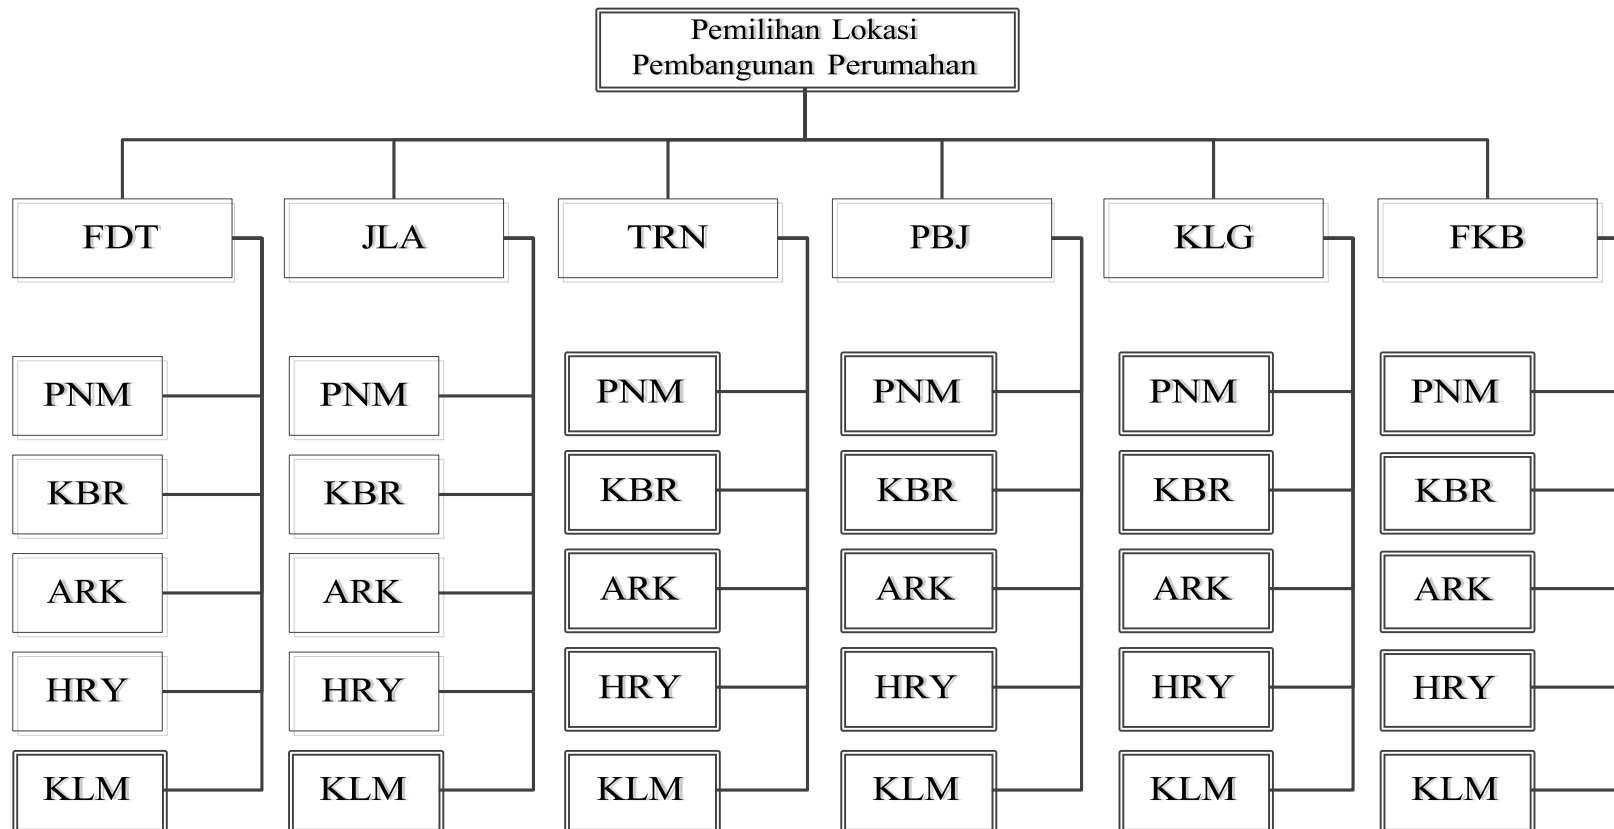 Pemilihan Lokasi
Pembangunan Perumahan
FDT
JLA
TRN
PBJ
KLG
FKB
PNM
PNM
PNM
PNM
PNM
PNM
KBR
KBR
KBR
KBR
KBR
KBR
ARK
ARK
ARK
ARK
ARK
ARK
HRY
HRY
HRY
HRY
HRY
HRY
KLM
KLM
KLM
KLM
KLM
KLM